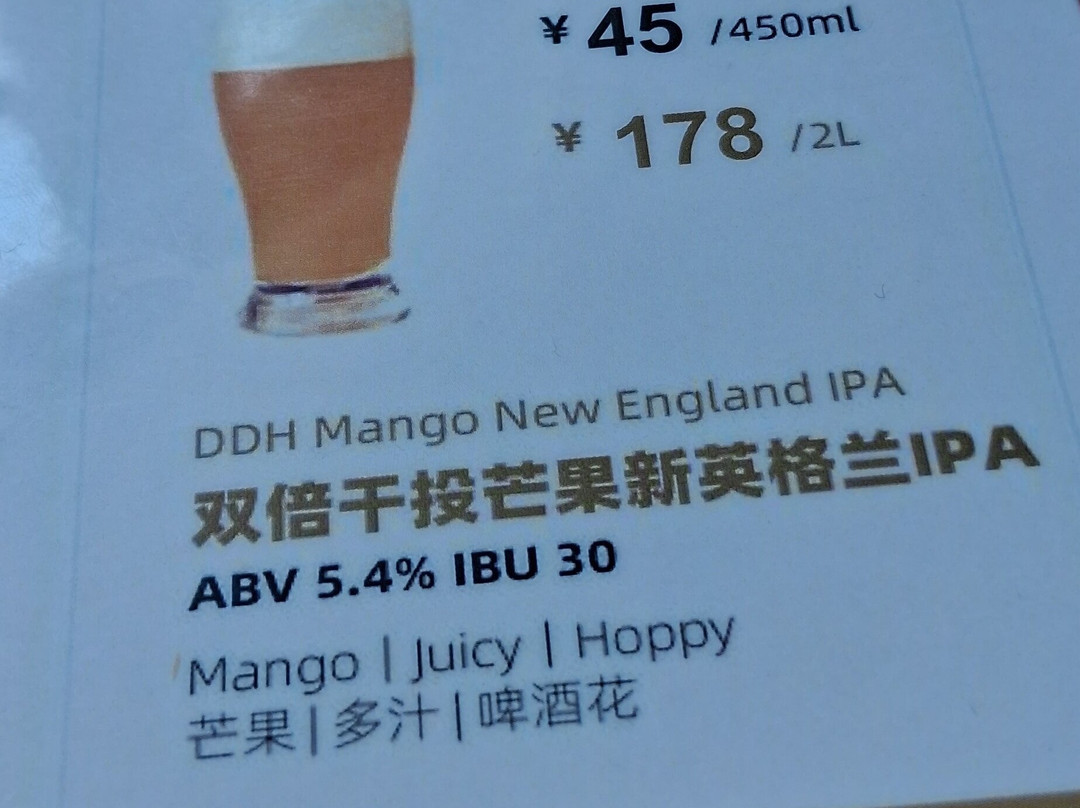 ¥ 45 /450ml
¥ 178 /2L
DDH Mango New England IPA
双倍干投芒果新英格兰IPA
ABV 5.4% IBU 30
Mango | Juicy | Hoppy
芒果 | 多汁 | 啤酒花